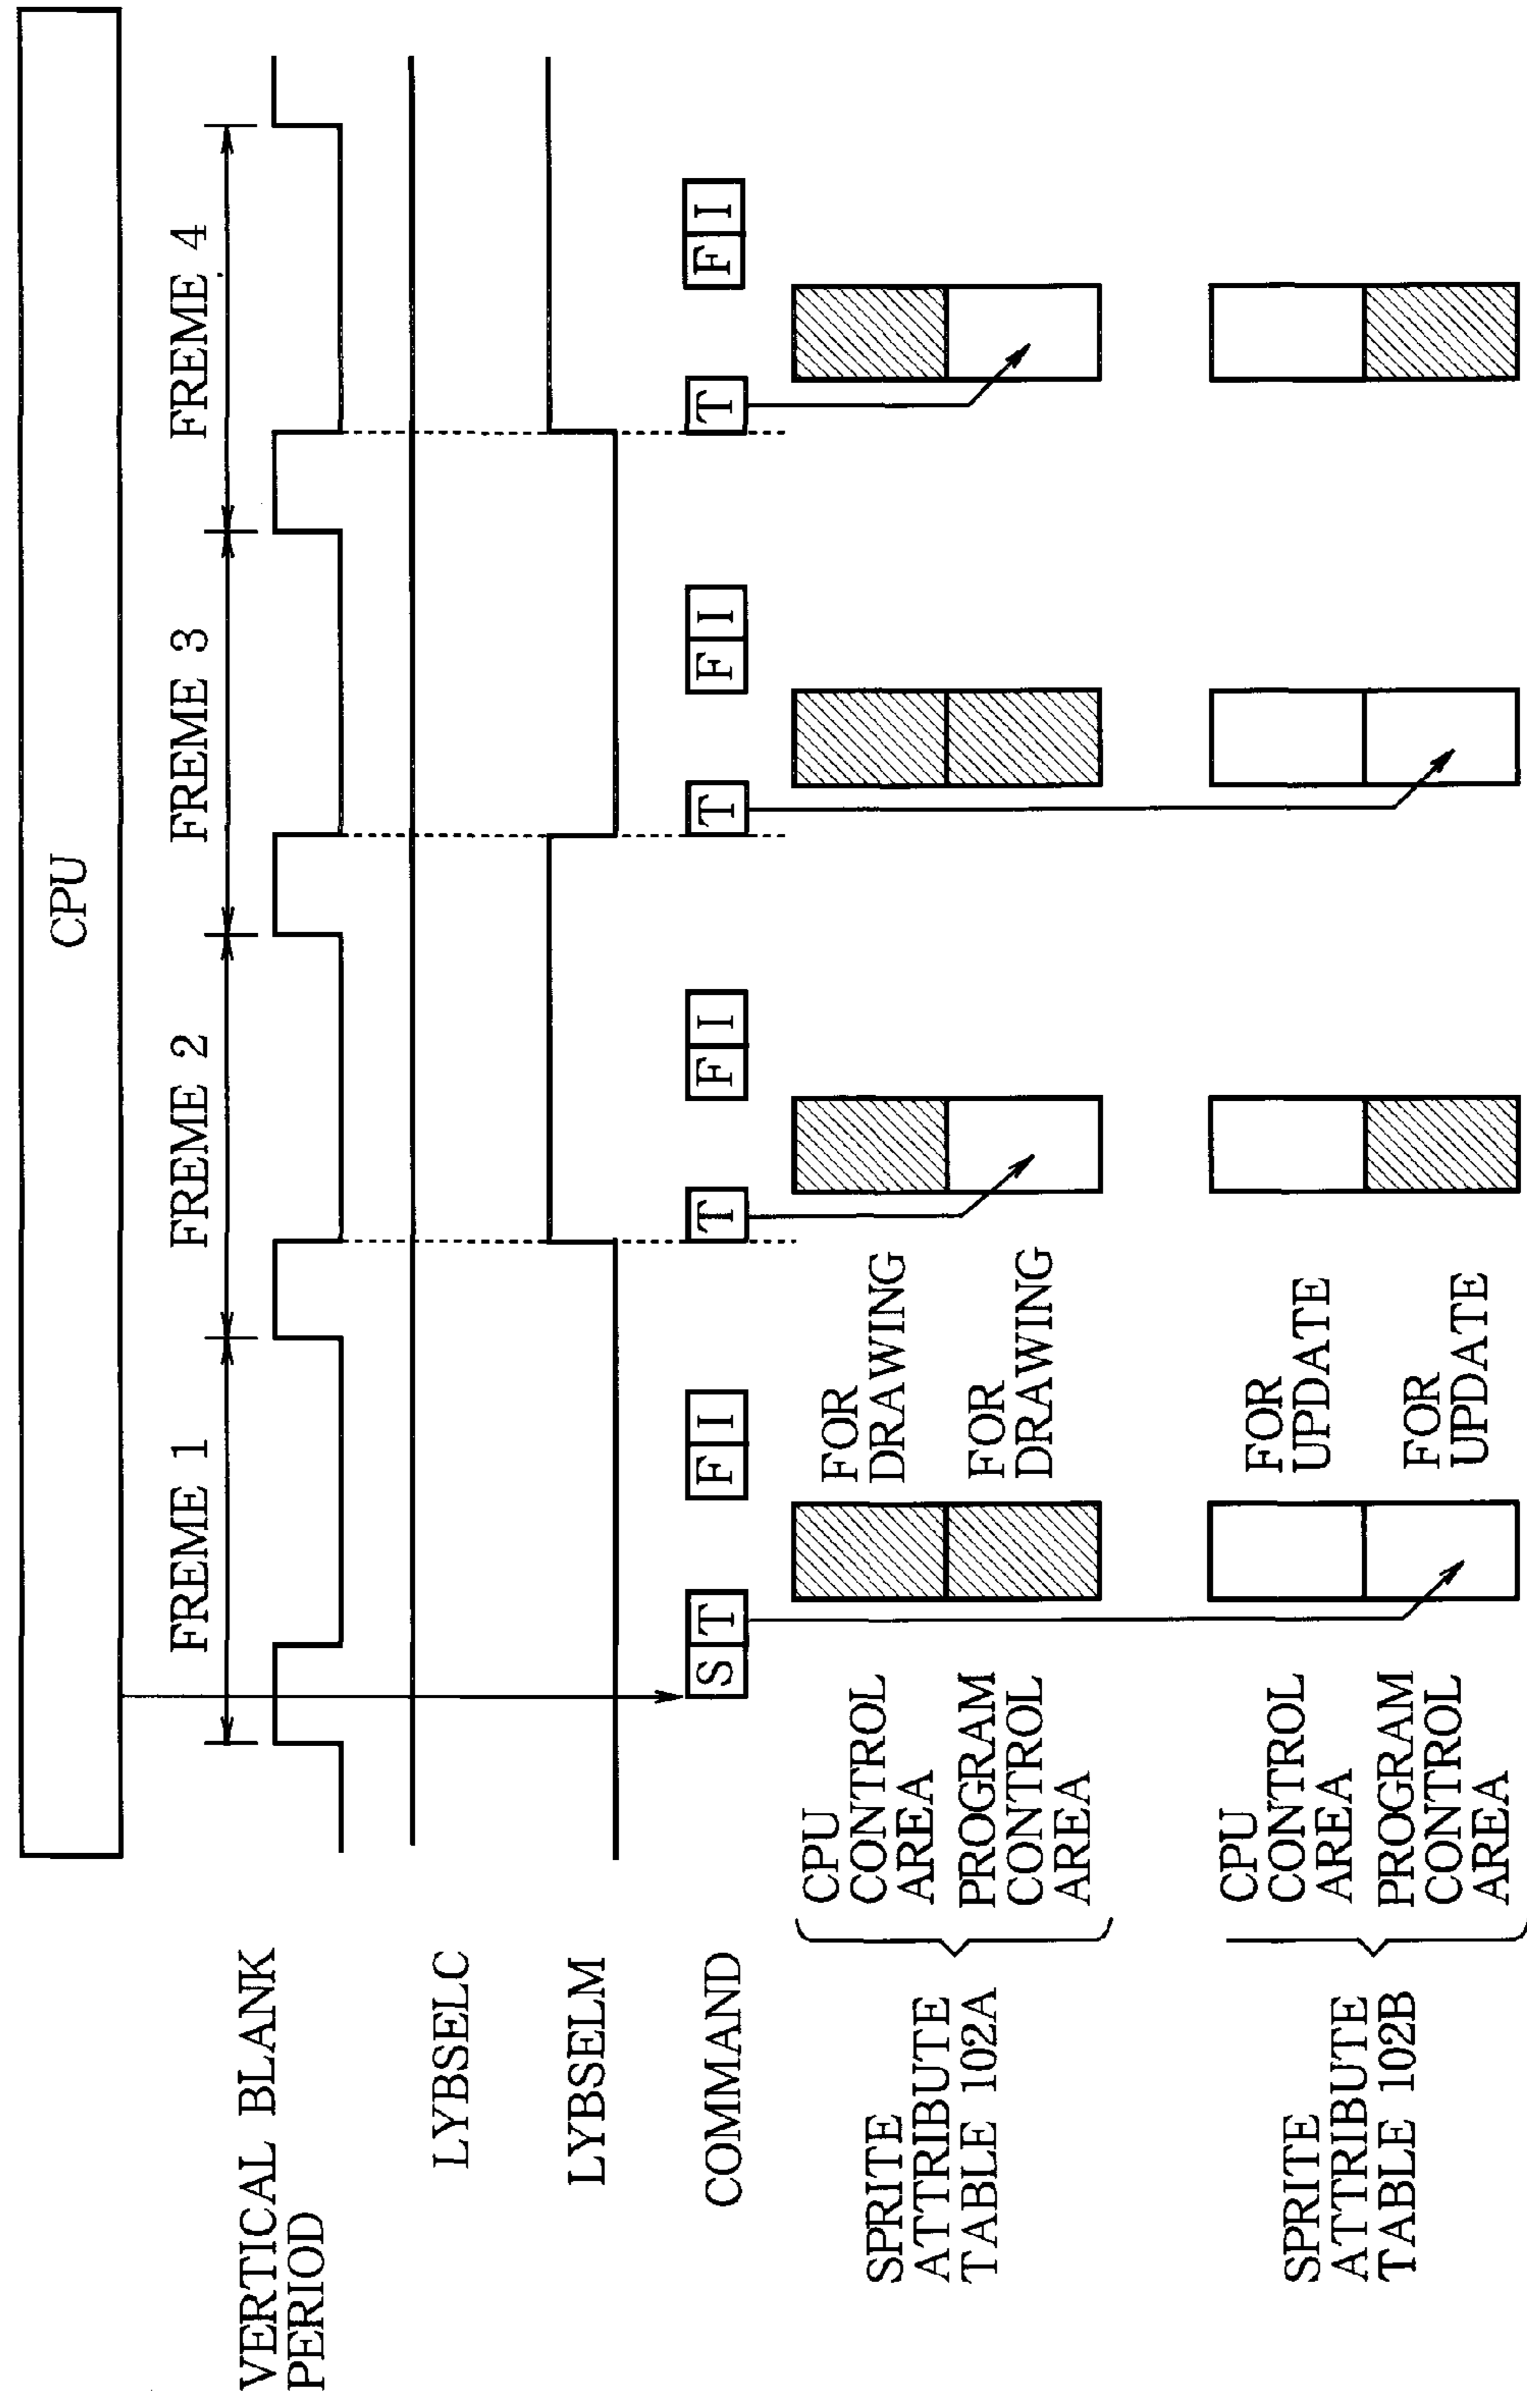 CPU
FREME 1
FREME 2
FREME 3
FREME 4
VERTICAL BLANK
PERIOD
LYBSELC
LYBSELM
COMMAND
S T
F I
T
F I
T
F I
T
F I
SPRITE
ATTRIBUTE
TABLE 102A
CPU
CONTROL
AREA
PROGRAM
CONTROL
AREA
FOR
DRAWING
FOR
DRAWING
SPRITE
ATTRIBUTE
TABLE 102B
CPU
CONTROL
AREA
PROGRAM
CONTROL
AREA
FOR
UPDATE
FOR
UPDATE